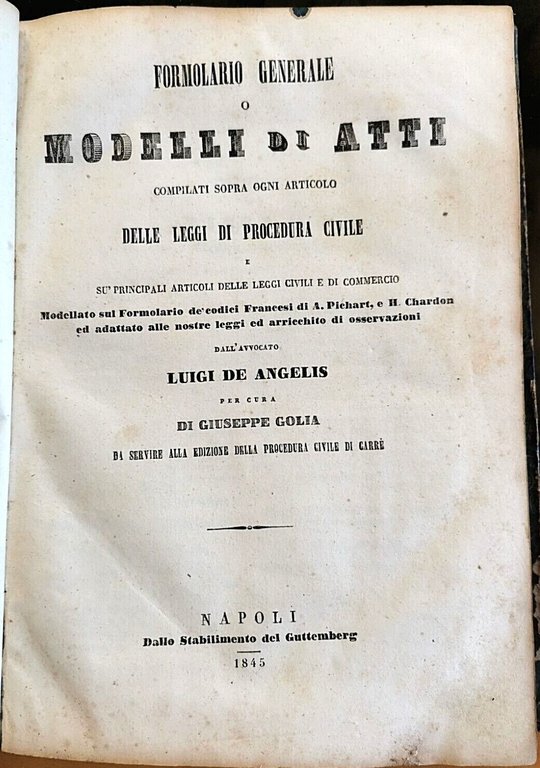 FORMOLARIO GENERALE
O
MODELLI DI ATTI
COMPILATI SOPRA OGNI ARTICOLO
DELLE LEGGI DI PROCEDURA CIVILE
E
SU' PRINCIPALI ARTICOLI DELLE LEGGI CIVILI E DI COMMERCIO
Modellato sul Formolario de' codici Francesi di A. Pichart, e H. Chardon
ed adattato alle nostre leggi ed arricchito di osservazioni
DALL'AVVOCATO
LUIGI DE ANGELIS
PER CURA
DI GIUSEPPE GOLIA
DA SERVIRE ALLA EDIZIONE DELLA PROCEDURA CIVILE DI CARRÈ
NAPOLI
Dallo Stabilimento del Guttemberg
1845